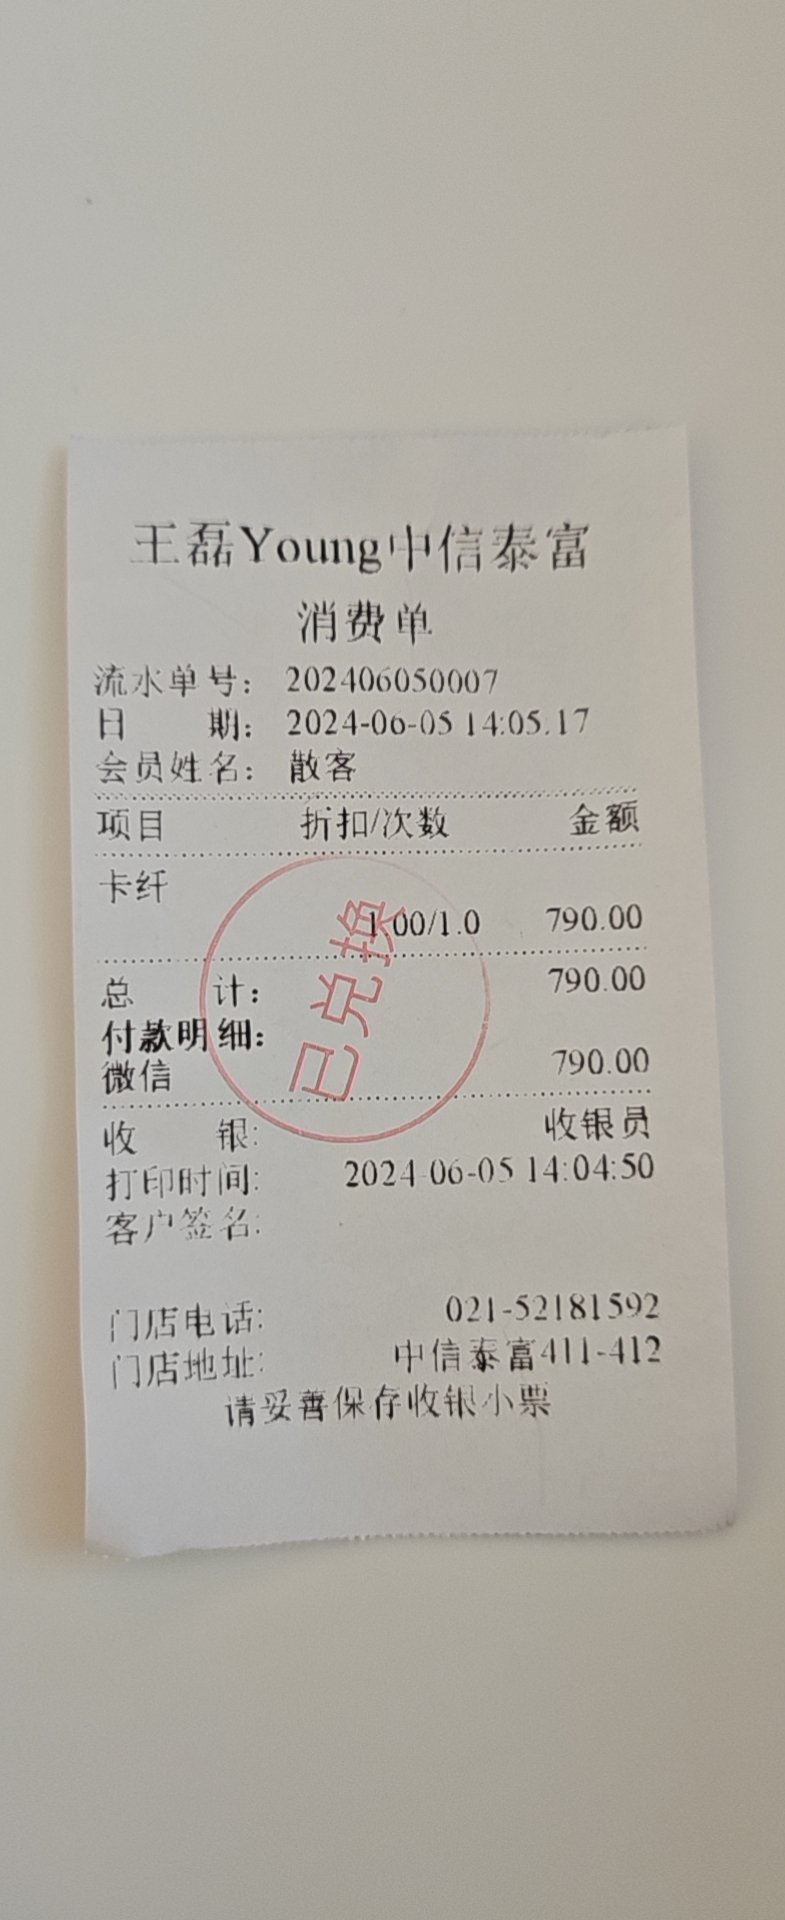 王磊Young中信泰富
消费单
流水单号： 202406050007
日 期： 2024-06-05 14:05:17
会员姓名： 散客
项目 折扣/次数 金额
卡纤
1.00/1.0 790.00
总 计： 790.00
付款明细：
微信 790.00
已兑换
收 银: 收银员
打印时间: 2024-06-05 14:04:50
客户签名:
门店电话: 021-52181592
门店地址: 中信泰富411-412
请妥善保存收银小票